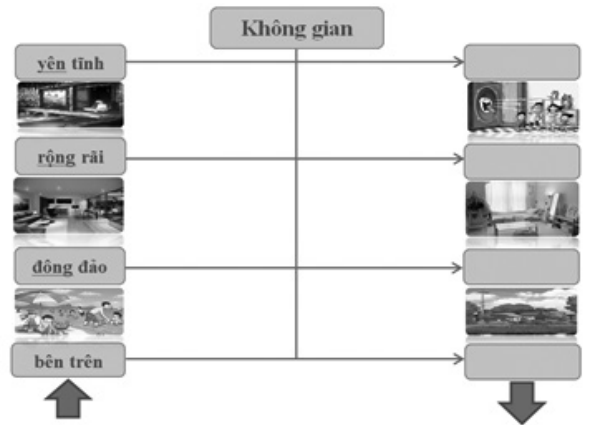 Không gian
yên tĩnh
rộng rãi
đông đảo
bên trên